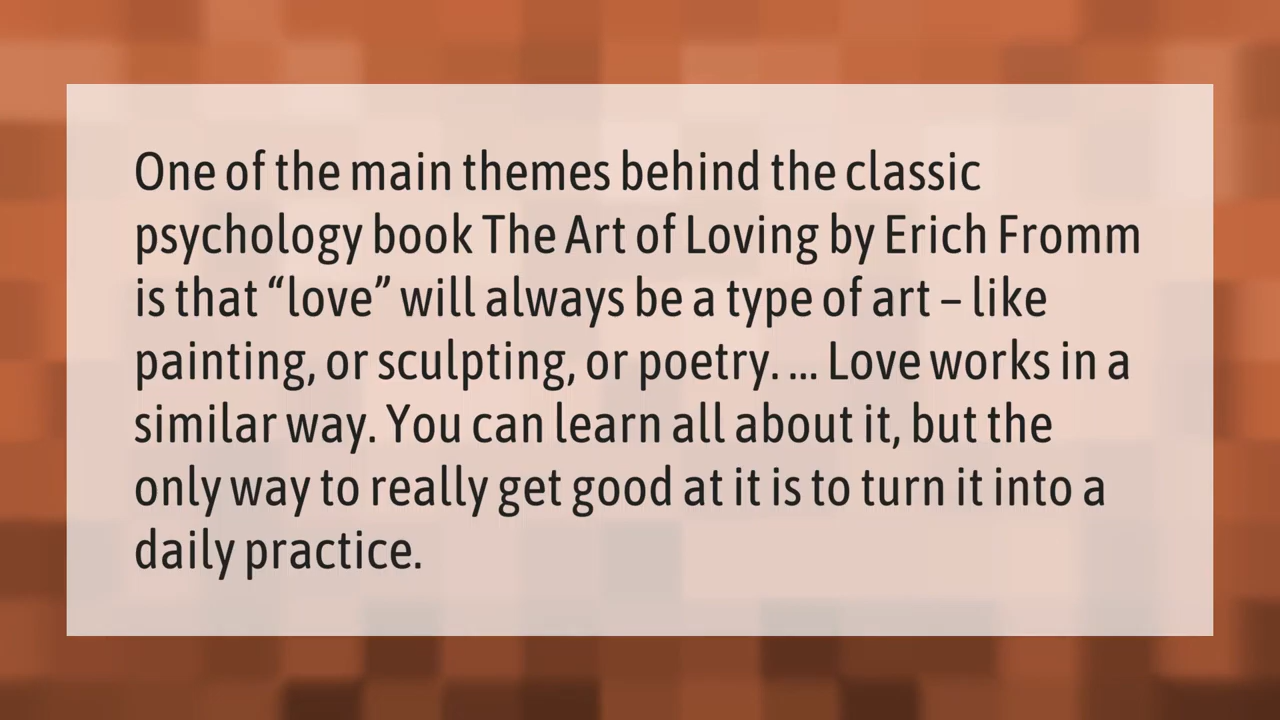 One of the main themes behind the classic
psychology book The Art of Loving by Erich Fromm
is that “love” will always be a type of art – like
painting, or sculpting, or poetry. ... Love works in a
similar way. You can learn all about it, but the
only way to really get good at it is to turn it into a
daily practice.